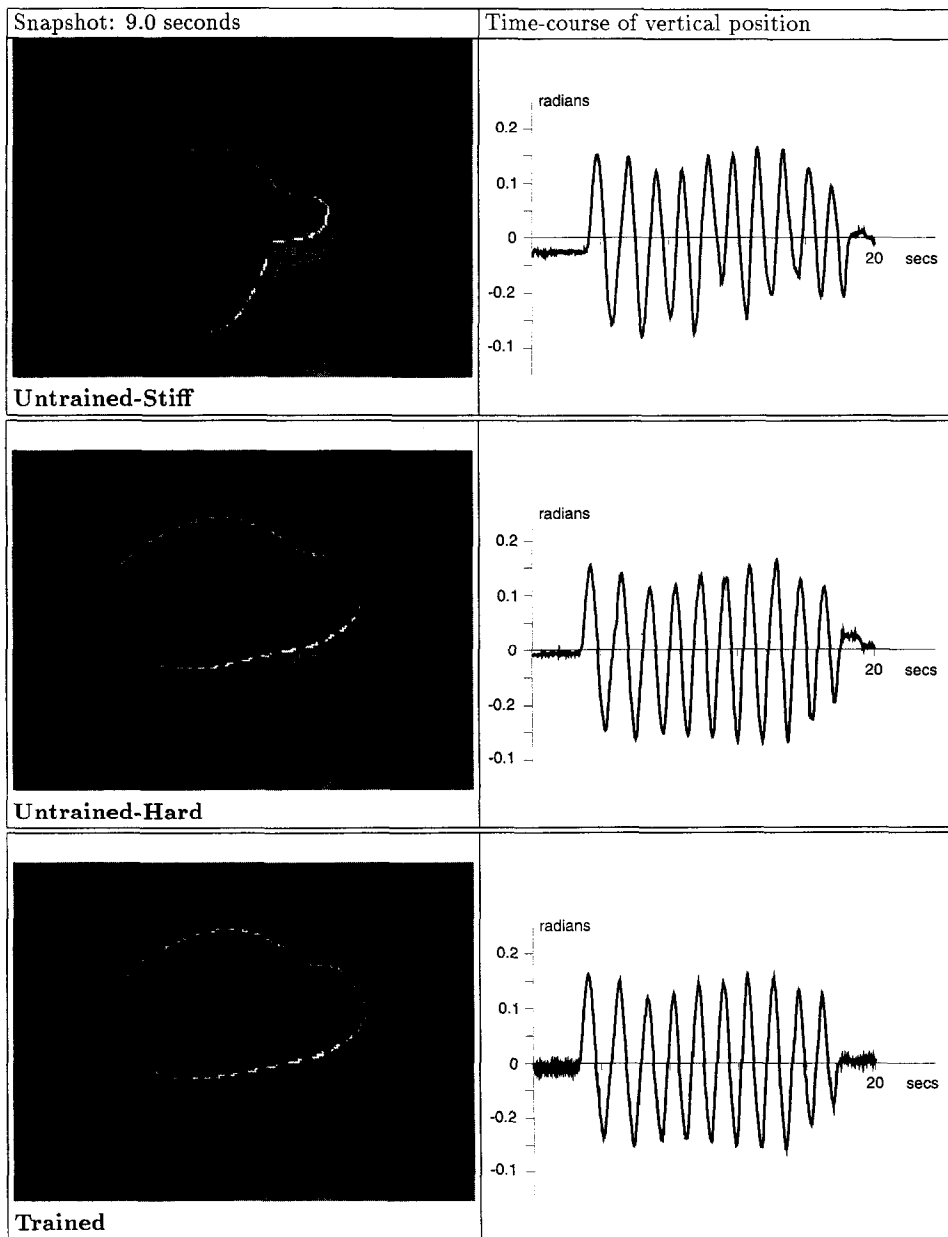 Snapshot: 9.0 seconds
Time-course of vertical position
radians
0.2
0.1
0
20 secs
-0.2
-0.1
Untrained-Stiff
radians
0.2
0.1
0
20 secs
-0.2
-0.1
Untrained-Hard
radians
0.2
0.1
0
20 secs
-0.2
-0.1
Trained